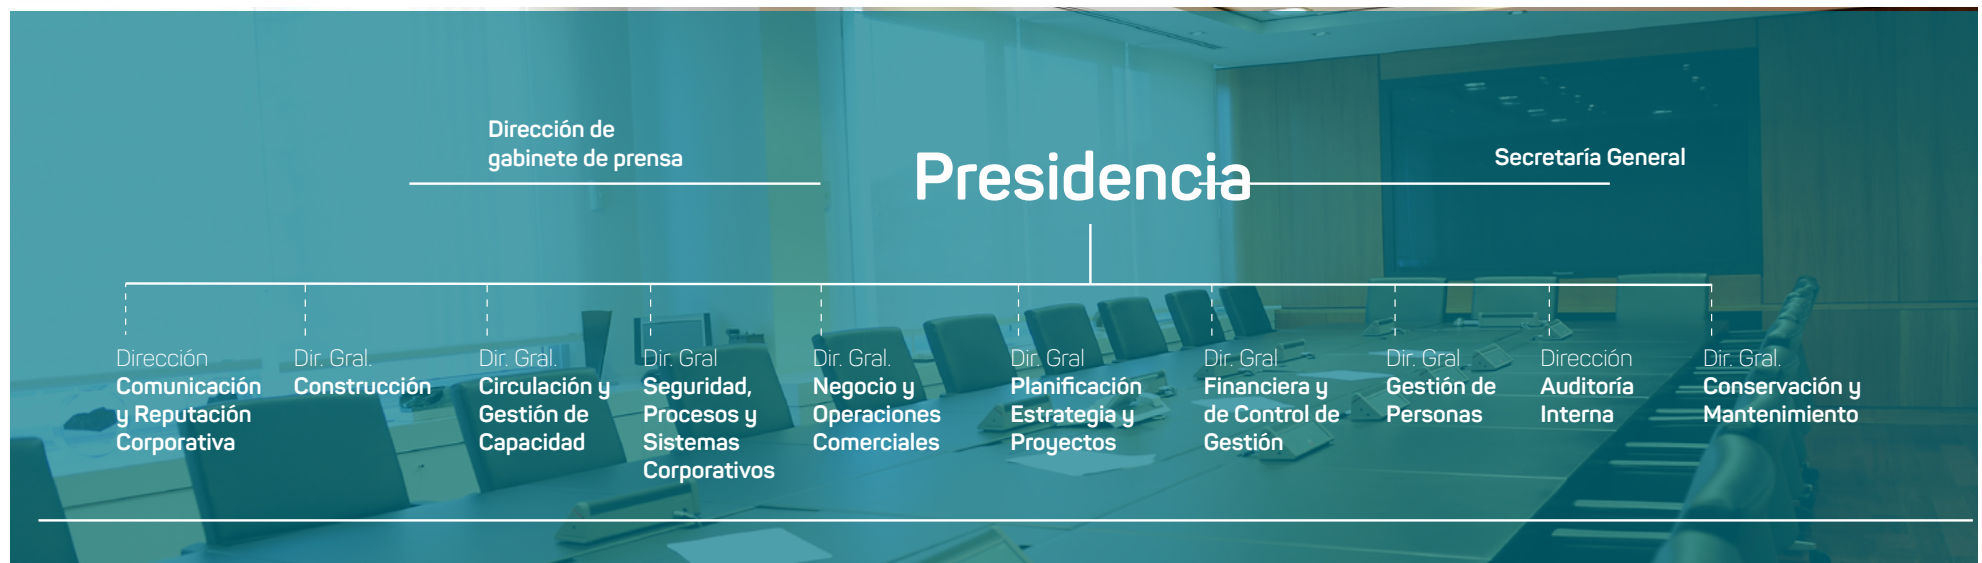 Dirección de
gabinete de prensa
Presidencia
Secretaría General
Dirección
Comunicación
y Reputación
Corporativa
Dir. Gral.
Construcción
Dir. Gral.
Circulación y
Gestión de
Capacidad
Dir. Gral
Seguridad,
Procesos y
Sistemas
Corporativos
Dir. Gral.
Negocio y
Operaciones
Comerciales
Dir. Gral
Planificación
Estrategia y
Proyectos
Dir. Gral
Financiera y
de Control de
Gestión
Dir. Gral
Gestión de
Personas
Dirección
Auditoría
Interna
Dir. Gral.
Conservación y
Mantenimiento